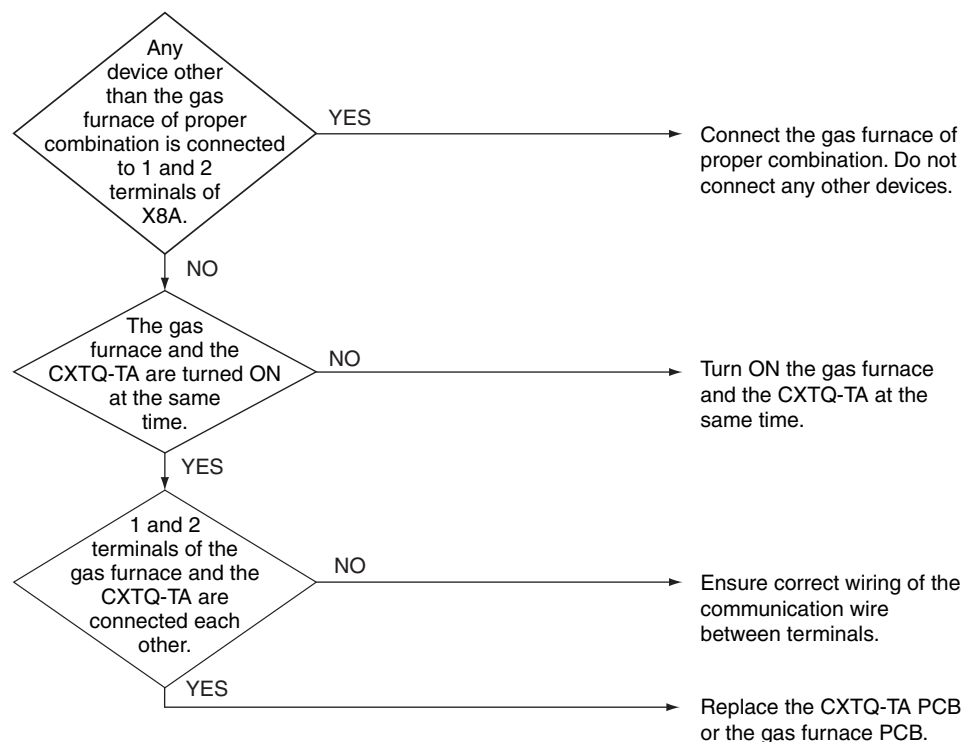 Any
device other
than the gas
furnace of proper
combination is connected
to 1 and 2
terminals of
X8A.
YES
Connect the gas furnace of
proper combination. Do not
connect any other devices.
NO
The gas
furnace and the
CXTQ-TA are turned ON
at the same
time.
NO
Turn ON the gas furnace
and the CXTQ-TA at the
same time.
YES
1 and 2
terminals of the
gas furnace and the
CXTQ-TA are
connected each
other.
NO
Ensure correct wiring of the
communication wire
between terminals.
YES
Replace the CXTQ-TA PCB
or the gas furnace PCB.